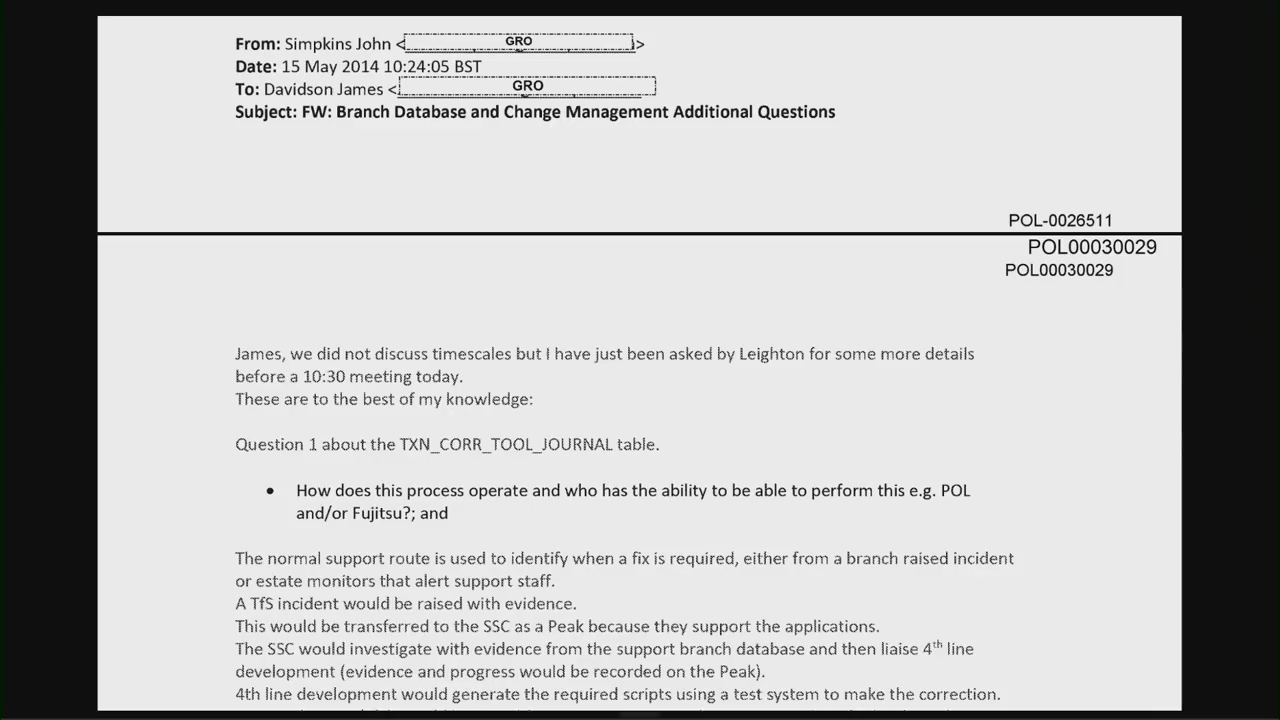 From: Simpkins John < GRO >
Date: 15 May 2014 10:24:05 BST
To: Davidson James < GRO
Subject: FW: Branch Database and Change Management Additional Questions
POL-0026511
POL00030029
POL00030029
James, we did not discuss timescales but I have just been asked by Leighton for some more details
before a 10:30 meeting today.
These are to the best of my knowledge:
Question 1 about the TXN_CORR_TOOL_JOURNAL table.
• How does this process operate and who has the ability to be able to perform this e.g. POL
and/or Fujitsu?; and
The normal support route is used to identify when a fix is required, either from a branch raised incident
or estate monitors that alert support staff.
A TfS incident would be raised with evidence.
This would be transferred to the SSC as a Peak because they support the applications.
The SSC would investigate with evidence from the support branch database and then liaise 4th line
development (evidence and progress would be recorded on the Peak).
4th line development would generate the required scripts using a test system to make the correction.